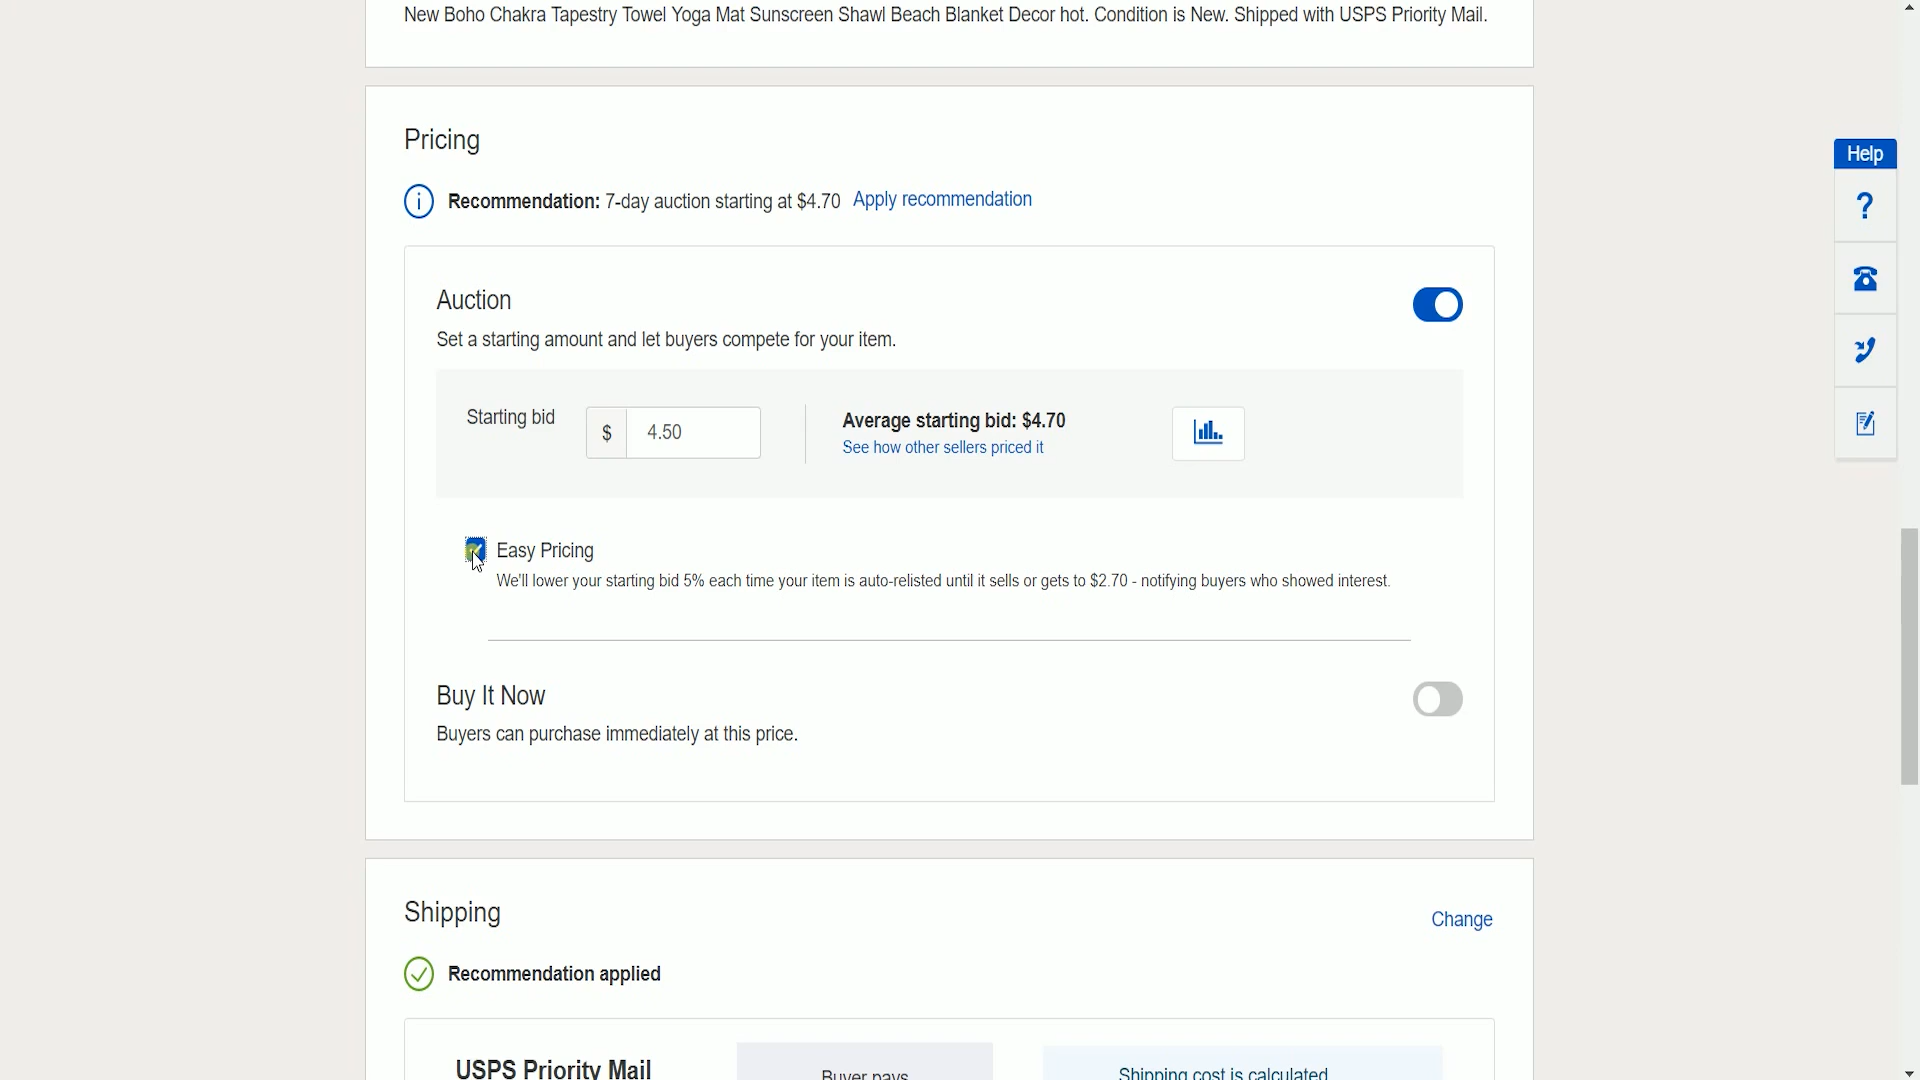 New Boho Chakra Tapestry Towel Yoga Mat Sunscreen Shawl Beach Blanket Decor hot. Condition is New. Shipped with USPS Priority Mail.
Pricing
Recommendation: 7-day auction starting at $4.70 Apply recommendation
Auction
Set a starting amount and let buyers compete for your item.
Starting bid
$ 4.50
Average starting bid: $4.70
See how other sellers priced it
Easy Pricing
We'll lower your starting bid 5% each time your item is auto-relisted until it sells or gets to $2.70 - notifying buyers who showed interest.
Buy It Now
Buyers can purchase immediately at this price.
Shipping
Change
Recommendation applied
USPS Priority Mail
Buyer pays
Shipping cost is calculated
Help
?